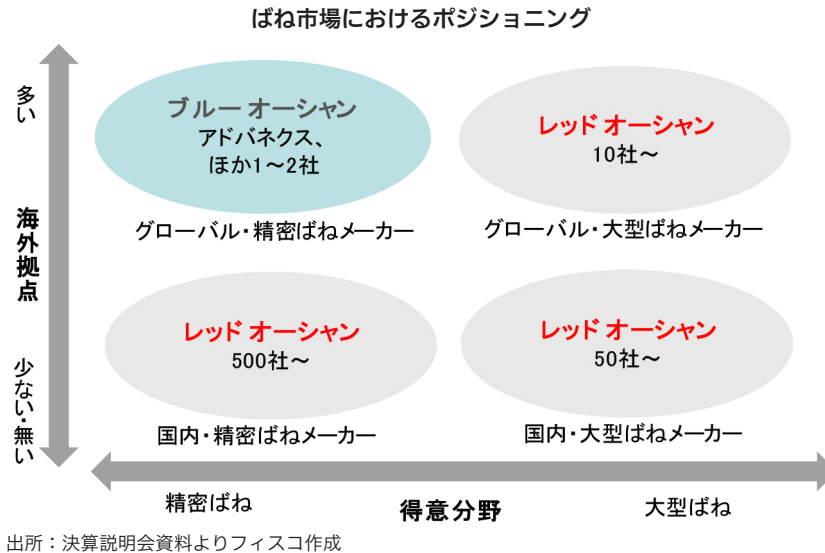 ばね市場におけるポジショニング
多い
ブルーオーシャン
アドバネクス、
ほか1～2社
グローバル・精密ばねメーカー
レッドオーシャン
10社～
グローバル・大型ばねメーカー
海外拠点
レッドオーシャン
500社～
国内・精密ばねメーカー
レッドオーシャン
50社～
国内・大型ばねメーカー
少ない・無い
精密ばね
得意分野
大型ばね
出所：決算説明会資料よりフィスコ作成